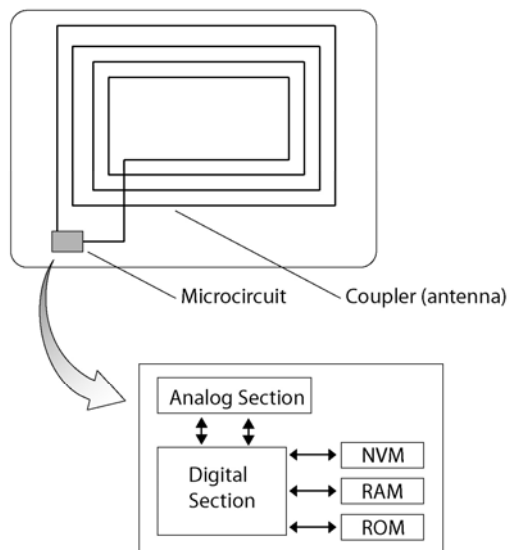 Microcircuit
Coupler (antenna)
Analog Section
Digital
Section
NVM
RAM
ROM